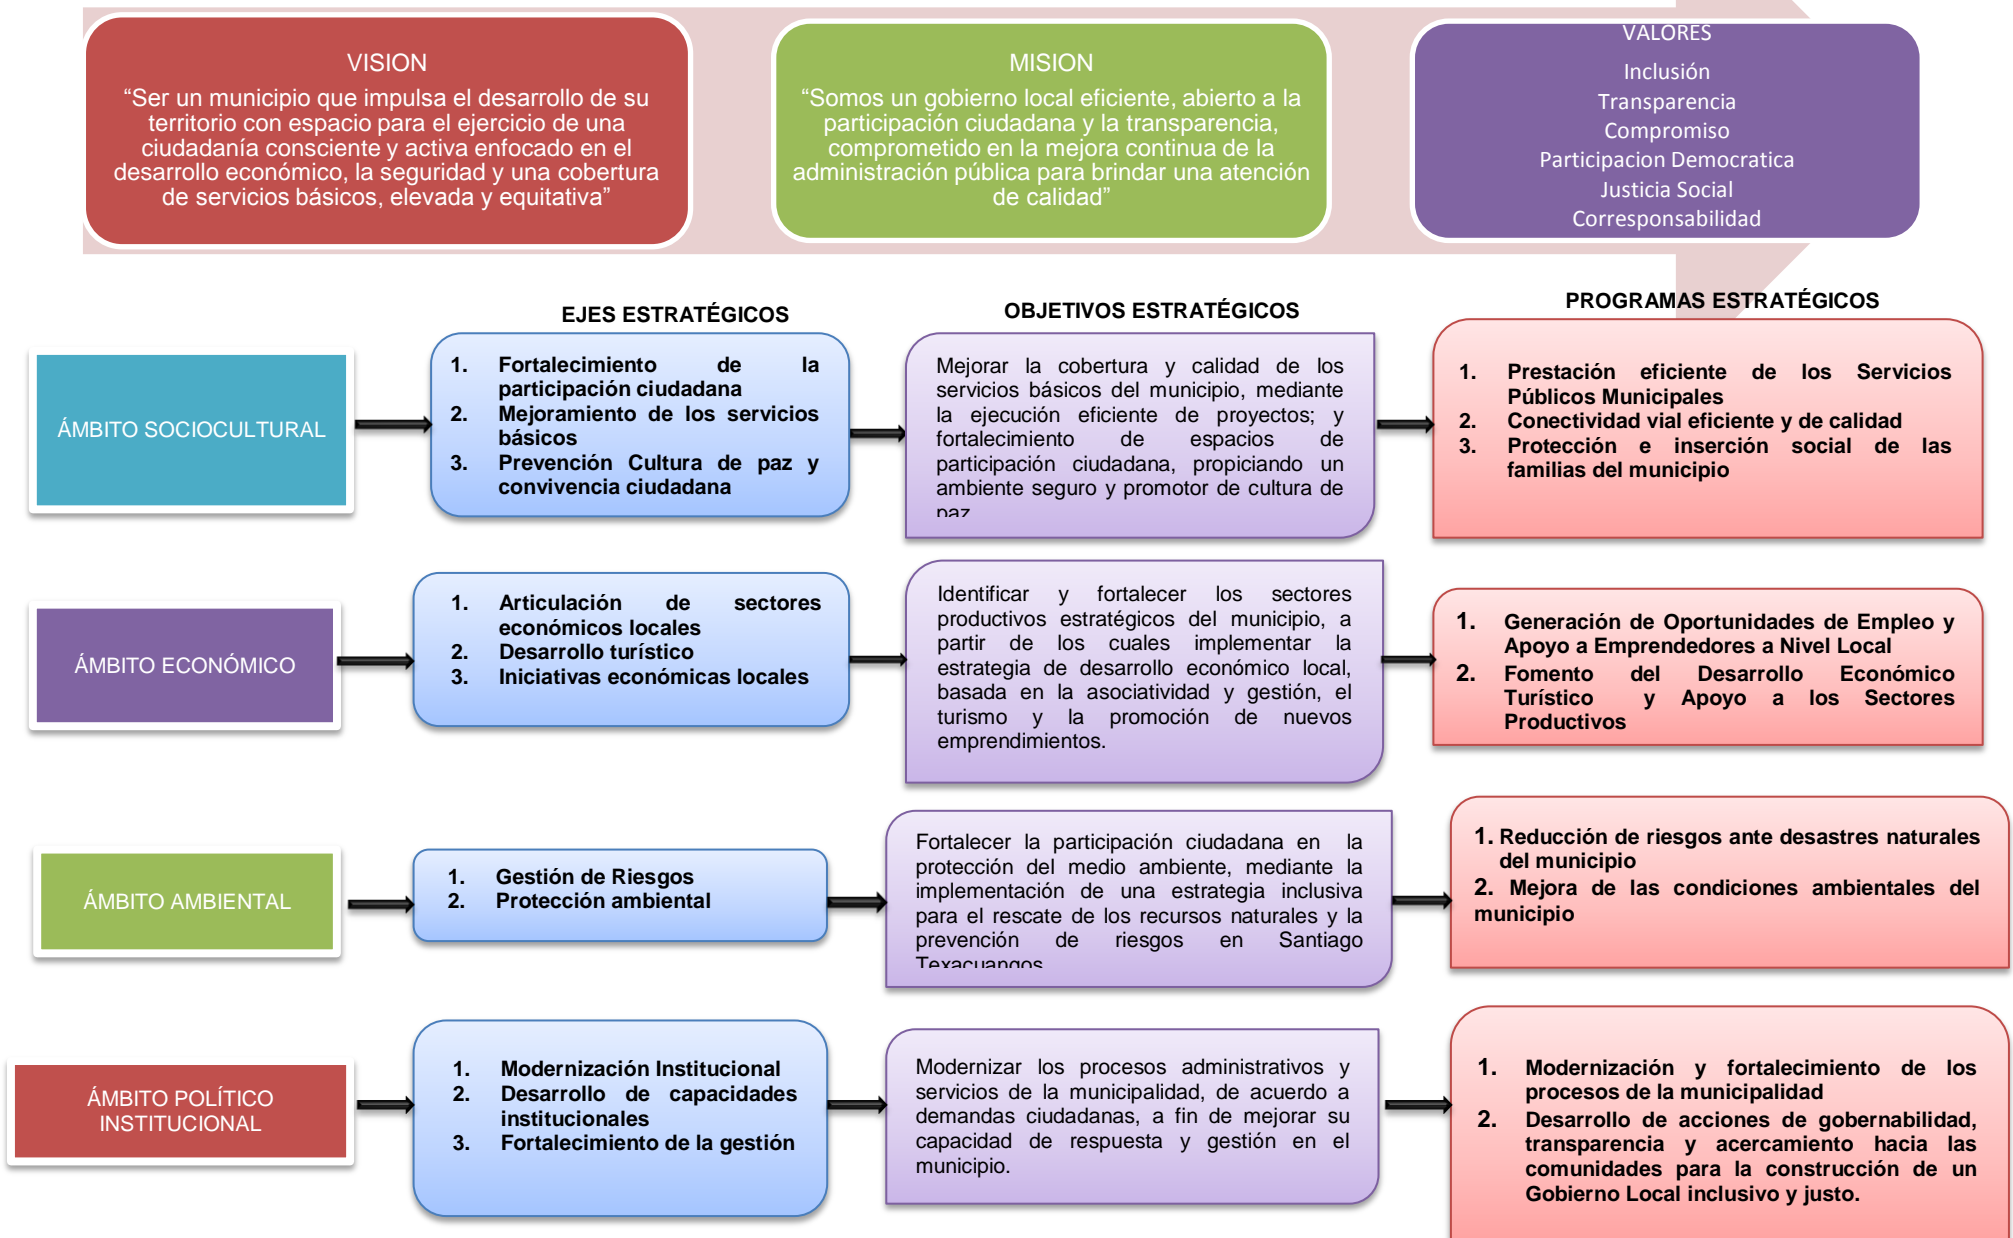 VISION
“Ser un municipio que impulsa el desarrollo de su
territorio con espacio para el ejercicio de una
ciudadanía consciente y activa enfocado en el
desarrollo económico, la seguridad y una cobertura
de servicios básicos, elevada y equitativa”
MISION
“Somos un gobierno local eficiente, abierto a la
participación ciudadana y la transparencia,
comprometido en la mejora continua de la
administración pública para brindar una atención
de calidad”
VALORES
Inclusión
Transparencia
Compromiso
Participacion Democratica
Justicia Social
Corresponsabilidad
EJES ESTRATÉGICOS
OBJETIVOS ESTRATÉGICOS
PROGRAMAS ESTRATÉGICOS
ÁMBITO SOCIOCULTURAL
1. Fortalecimiento de la
participación ciudadana
2. Mejoramiento de los servicios
básicos
3. Prevención Cultura de paz y
convivencia ciudadana
Mejorar la cobertura y calidad de los
servicios básicos del municipio, mediante
la ejecución eficiente de proyectos; y
fortalecimiento de espacios de
participación ciudadana, propiciando un
ambiente seguro y promotor de cultura de
paz
1. Prestación eficiente de los Servicios
Públicos Municipales
2. Conectividad vial eficiente y de calidad
3. Protección e inserción social de las
familias del municipio
ÁMBITO ECONÓMICO
1. Articulación de sectores
económicos locales
2. Desarrollo turístico
3. Iniciativas económicas locales
Identificar y fortalecer los sectores
productivos estratégicos del municipio, a
partir de los cuales implementar la
estrategia de desarrollo económico local,
basada en la asociatividad y gestión, el
turismo y la promoción de nuevos
emprendimientos.
1. Generación de Oportunidades de Empleo y
Apoyo a Emprendedores a Nivel Local
2. Fomento del Desarrollo Económico
Turístico y Apoyo a los Sectores
Productivos
ÁMBITO AMBIENTAL
1. Gestión de Riesgos
2. Protección ambiental
Fortalecer la participación ciudadana en la
protección del medio ambiente, mediante la
implementación de una estrategia inclusiva
para el rescate de los recursos naturales y la
prevención de riesgos en Santiago
Texacuangos
1. Reducción de riesgos ante desastres naturales
del municipio
2. Mejora de las condiciones ambientales del
municipio
ÁMBITO POLÍTICO
INSTITUCIONAL
1. Modernización Institucional
2. Desarrollo de capacidades
institucionales
3. Fortalecimiento de la gestión
Modernizar los procesos administrativos y
servicios de la municipalidad, de acuerdo a
demandas ciudadanas, a fin de mejorar su
capacidad de respuesta y gestión en el
municipio.
1. Modernización y fortalecimiento de los
procesos de la municipalidad
2. Desarrollo de acciones de gobernabilidad,
transparencia y acercamiento hacia las
comunidades para la construcción de un
Gobierno Local inclusivo y justo.